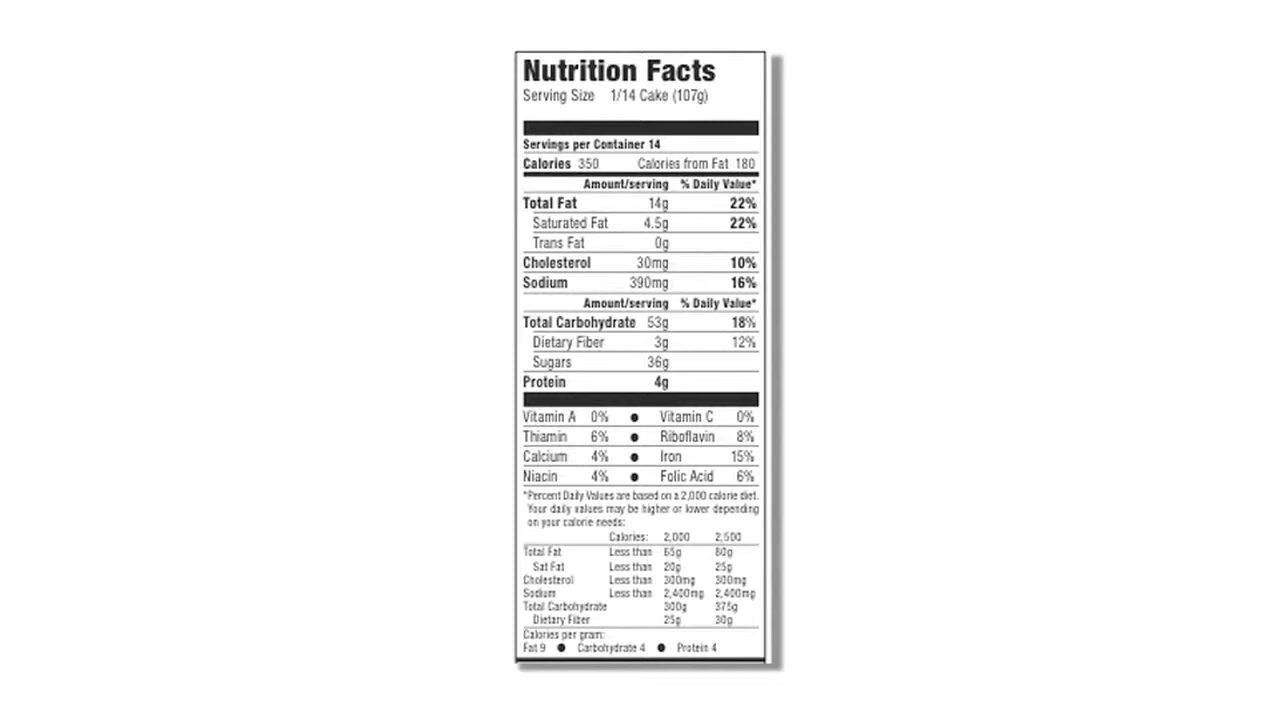 Nutrition Facts
Serving Size 1/14 Cake (107g)
Servings per Container 14
Calories 350 Calories from Fat 180
Amount/serving % Daily Value*
Total Fat 14g 22%
Saturated Fat 4.5g 22%
Trans Fat 0g
Cholesterol 30mg 10%
Sodium 390mg 16%
Amount/serving % Daily Value*
Total Carbohydrate 53g 18%
Dietary Fiber 3g 12%
Sugars 36g
Protein 4g
Vitamin A 0% ● Vitamin C 0%
Thiamin 6% ● Riboflavin 8%
Calcium 4% ● Iron 15%
Niacin 4% ● Folic Acid 6%
*Percent Daily Values are based on a 2,000 calorie diet.
Your daily values may be higher or lower depending
on your calorie needs:
Calories: 2,000 2,500
Total Fat Less than 65g 80g
Sat Fat Less than 20g 25g
Cholesterol Less than 300mg 300mg
Sodium Less than 2,400mg 2,400mg
Total Carbohydrate 300g 375g
Dietary Fiber 25g 30g
Calories per gram:
Fat 9 ● Carbohydrate 4 ● Protein 4